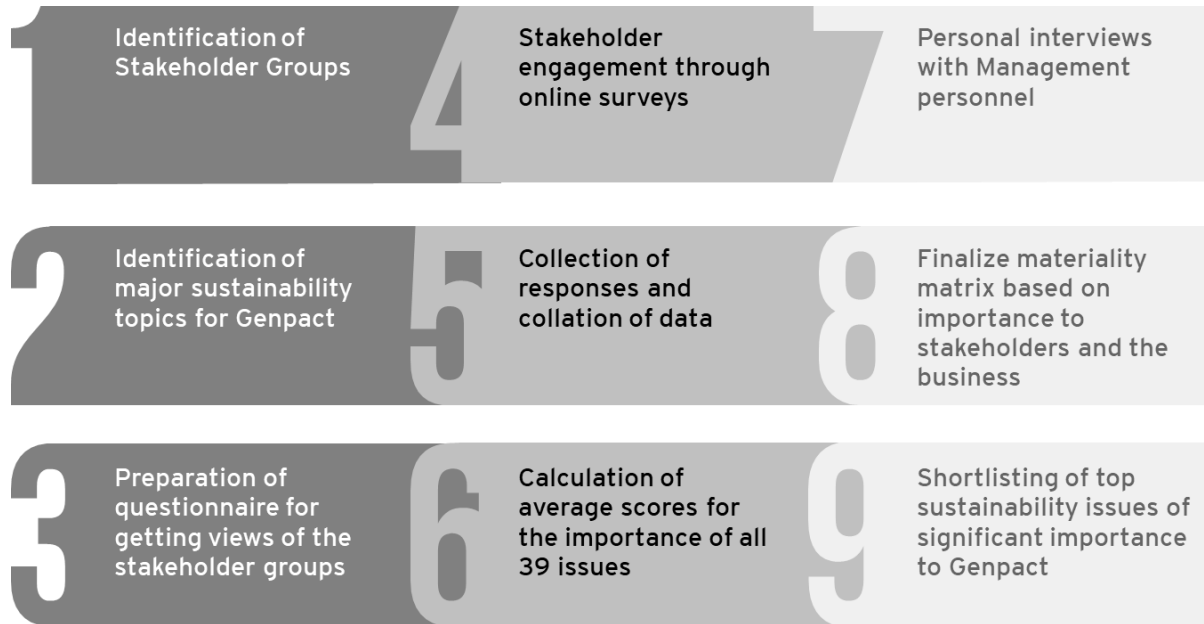 1
Identification of
Stakeholder Groups
2
Identification of
major sustainability
topics for Genpact
3
Preparation of
questionnaire for
getting views of the
stakeholder groups
4
Stakeholder
engagement through
online surveys
5
Collection of
responses and
collation of data
6
Calculation of
average scores for
the importance of all
39 issues
7
Personal interviews
with Management
personnel
8
Finalize materiality
matrix based on
importance to
stakeholders and the
business
9
Shortlisting of top
sustainability issues of
significant importance
to Genpact